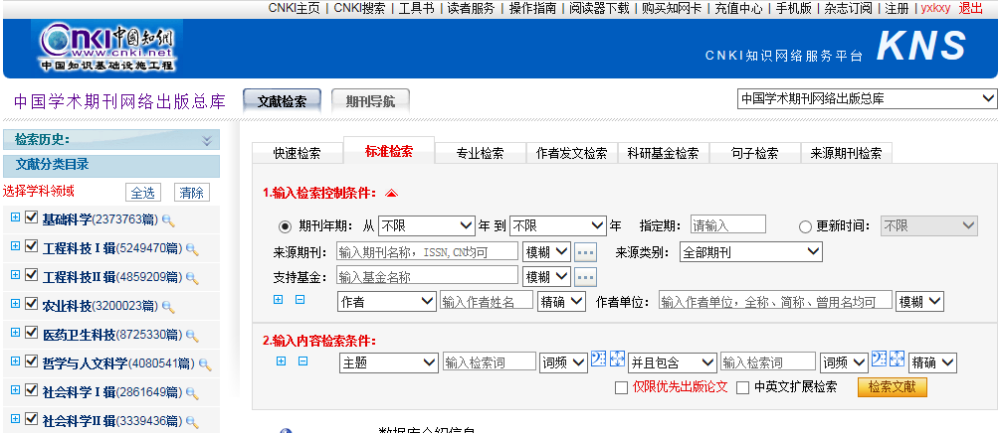 CNKI主页 | CNKI搜索 | 工具书 | 读者服务 | 操作指南 | 阅读器下载 | 购买知网卡 | 充值中心 | 手机版 | 杂志订阅 | 注册 | yxkxy 退出
cnki 中国知网
www.cnki.net
中国知识基础设施工程
CNKI知识网络服务平台 KNS
中国学术期刊网络出版总库 文献检索 期刊导航 中国学术期刊网络出版总库
检索历史：
文献分类目录
选择学科领域 全选 清除
基础科学(2373763篇)
工程科技Ⅰ辑(5249470篇)
工程科技Ⅱ辑(4859209篇)
农业科技(3200023篇)
医药卫生科技(8725330篇)
哲学与人文科学(4080541篇)
社会科学Ⅰ辑(2861649篇)
社会科学Ⅱ辑(3339436篇)
快速检索 标准检索 专业检索 作者发文检索 科研基金检索 句子检索 来源期刊检索
1.输入检索控制条件：
期刊年期： 从 不限 年 到 不限 年 指定期： 请输入 更新时间： 不限
来源期刊： 输入期刊名称，ISSN,CN均可 模糊 ... 来源类别： 全部期刊
支持基金： 输入基金名称 模糊 ...
作者 输入作者姓名 精确 作者单位： 输入作者单位，全称、简称、曾用名均可 模糊
2.输入内容检索条件：
主题 输入检索词 词频 并且包含 输入检索词 词频 精确
仅限优先出版论文 中英文扩展检索 检索文献
数据库介绍信息